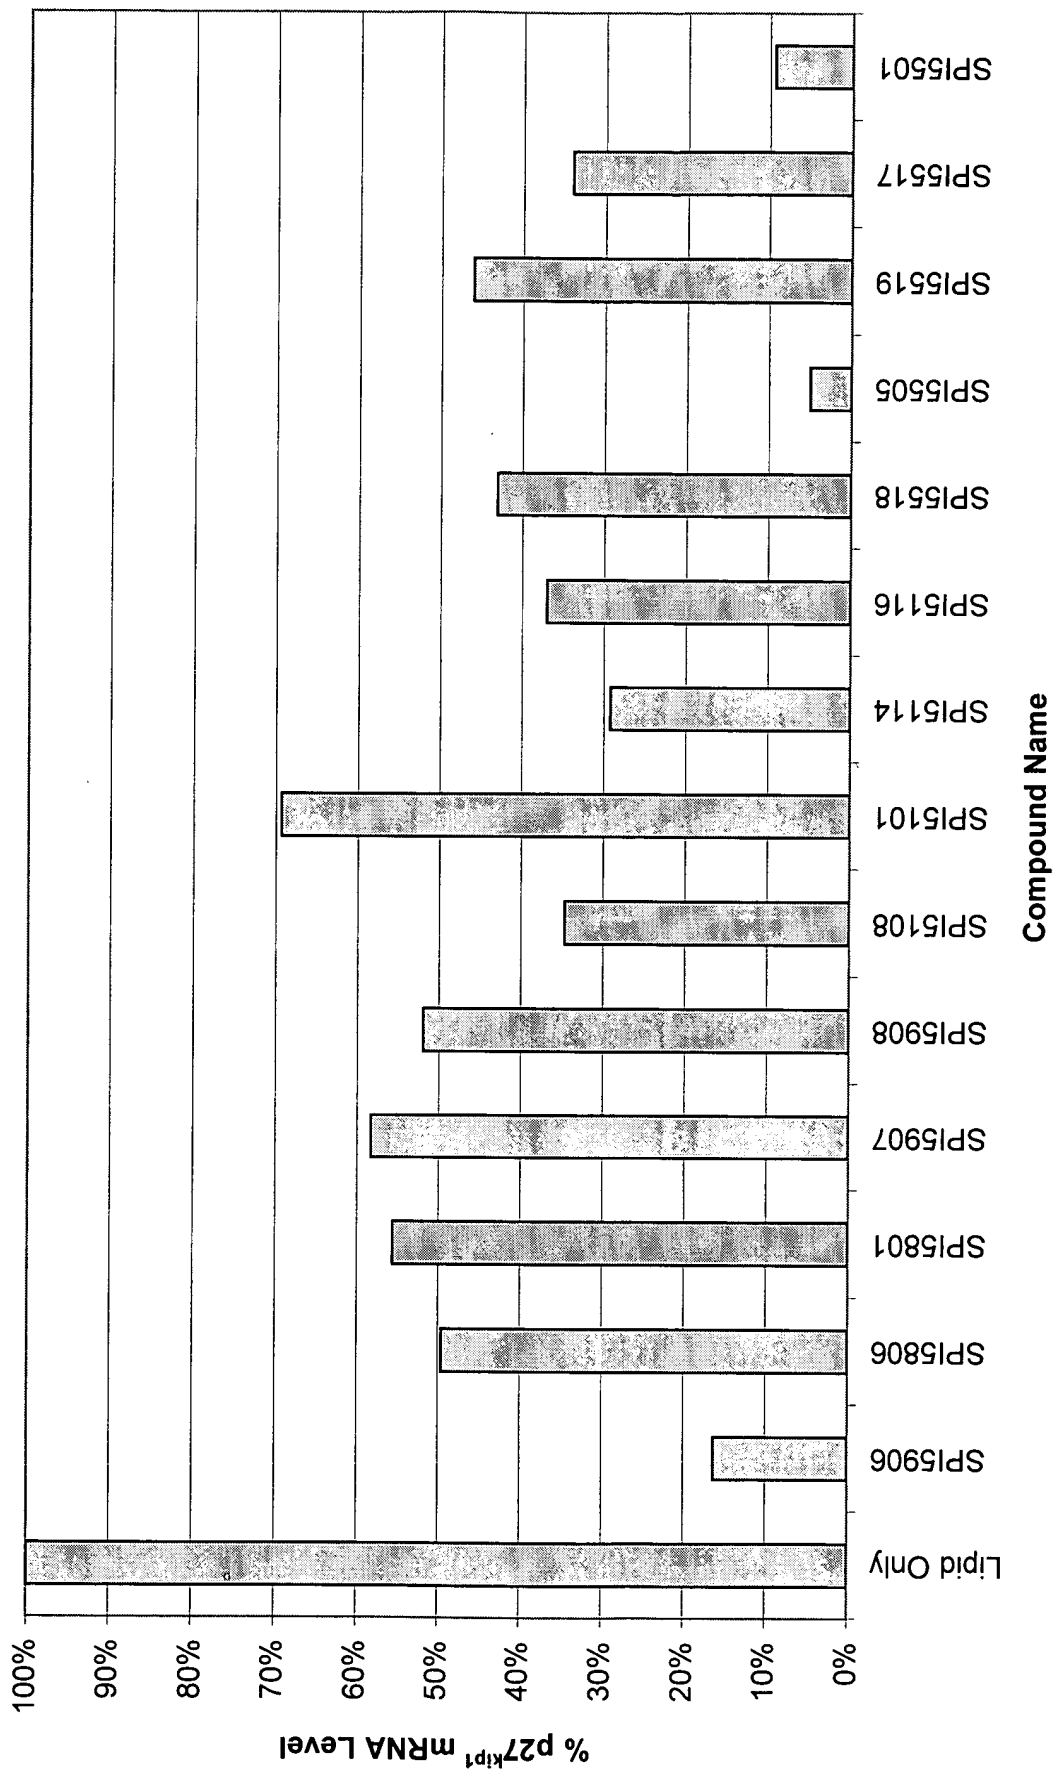 % p27kip1 mRNA Level
100%
90%
80%
70%
60%
50%
40%
30%
20%
10%
0%
Lipid Only
SPI5906
SPI5806
SPI5801
SPI5907
SPI5908
SPI5108
SPI5101
SPI5114
SPI5116
SPI5518
SPI5505
SPI5519
SPI5517
SPI5501
Compound Name